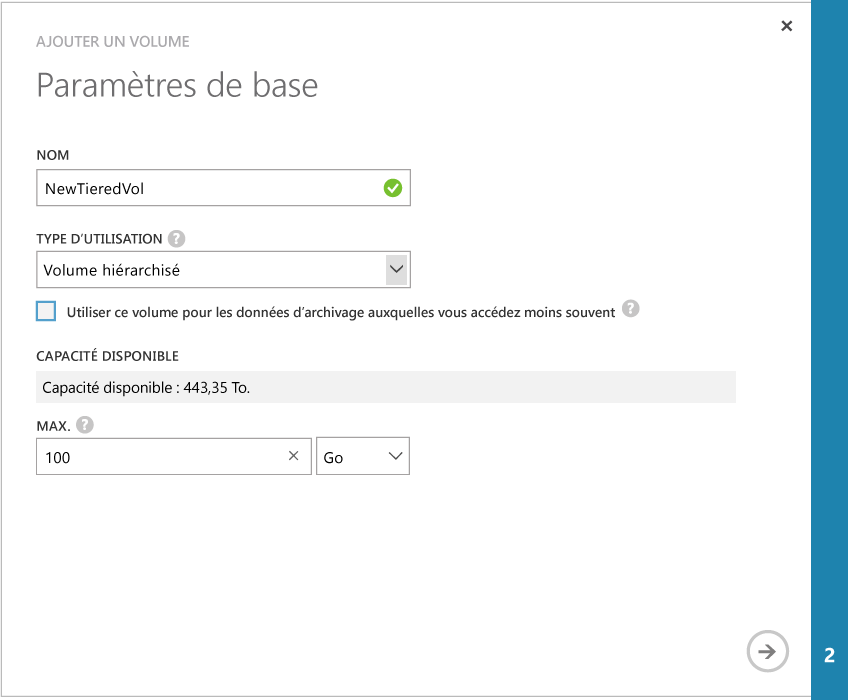 AJOUTER UN VOLUME
Paramètres de base
NOM
NewTieredVol
TYPE D'UTILISATION ?
Volume hiérarchisé
Utiliser ce volume pour les données d'archivage auxquelles vous accédez moins souvent ?
CAPACITÉ DISPONIBLE
Capacité disponible : 443,35 To.
MAX. ?
100 Go
2